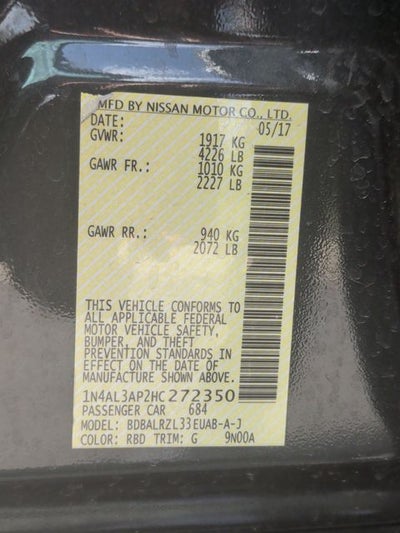 MFD BY NISSAN MOTOR CO., LTD.
DATE: 05/17
GVWR: 1917 KG
4226 LB
GAWR FR.: 1010 KG
2227 LB
GAWR RR.: 940 KG
2072 LB
THIS VEHICLE CONFORMS TO
ALL APPLICABLE FEDERAL
MOTOR VEHICLE SAFETY,
BUMPER, AND THEFT
PREVENTION STANDARDS IN
EFFECT ON THE DATE OF
MANUFACTURE SHOWN ABOVE.
1N4AL3AP2HC272350
PASSENGER CAR 684
MODEL: BDBALRZL33EUAB-A-J
COLOR: RBD TRIM: G 9N00A